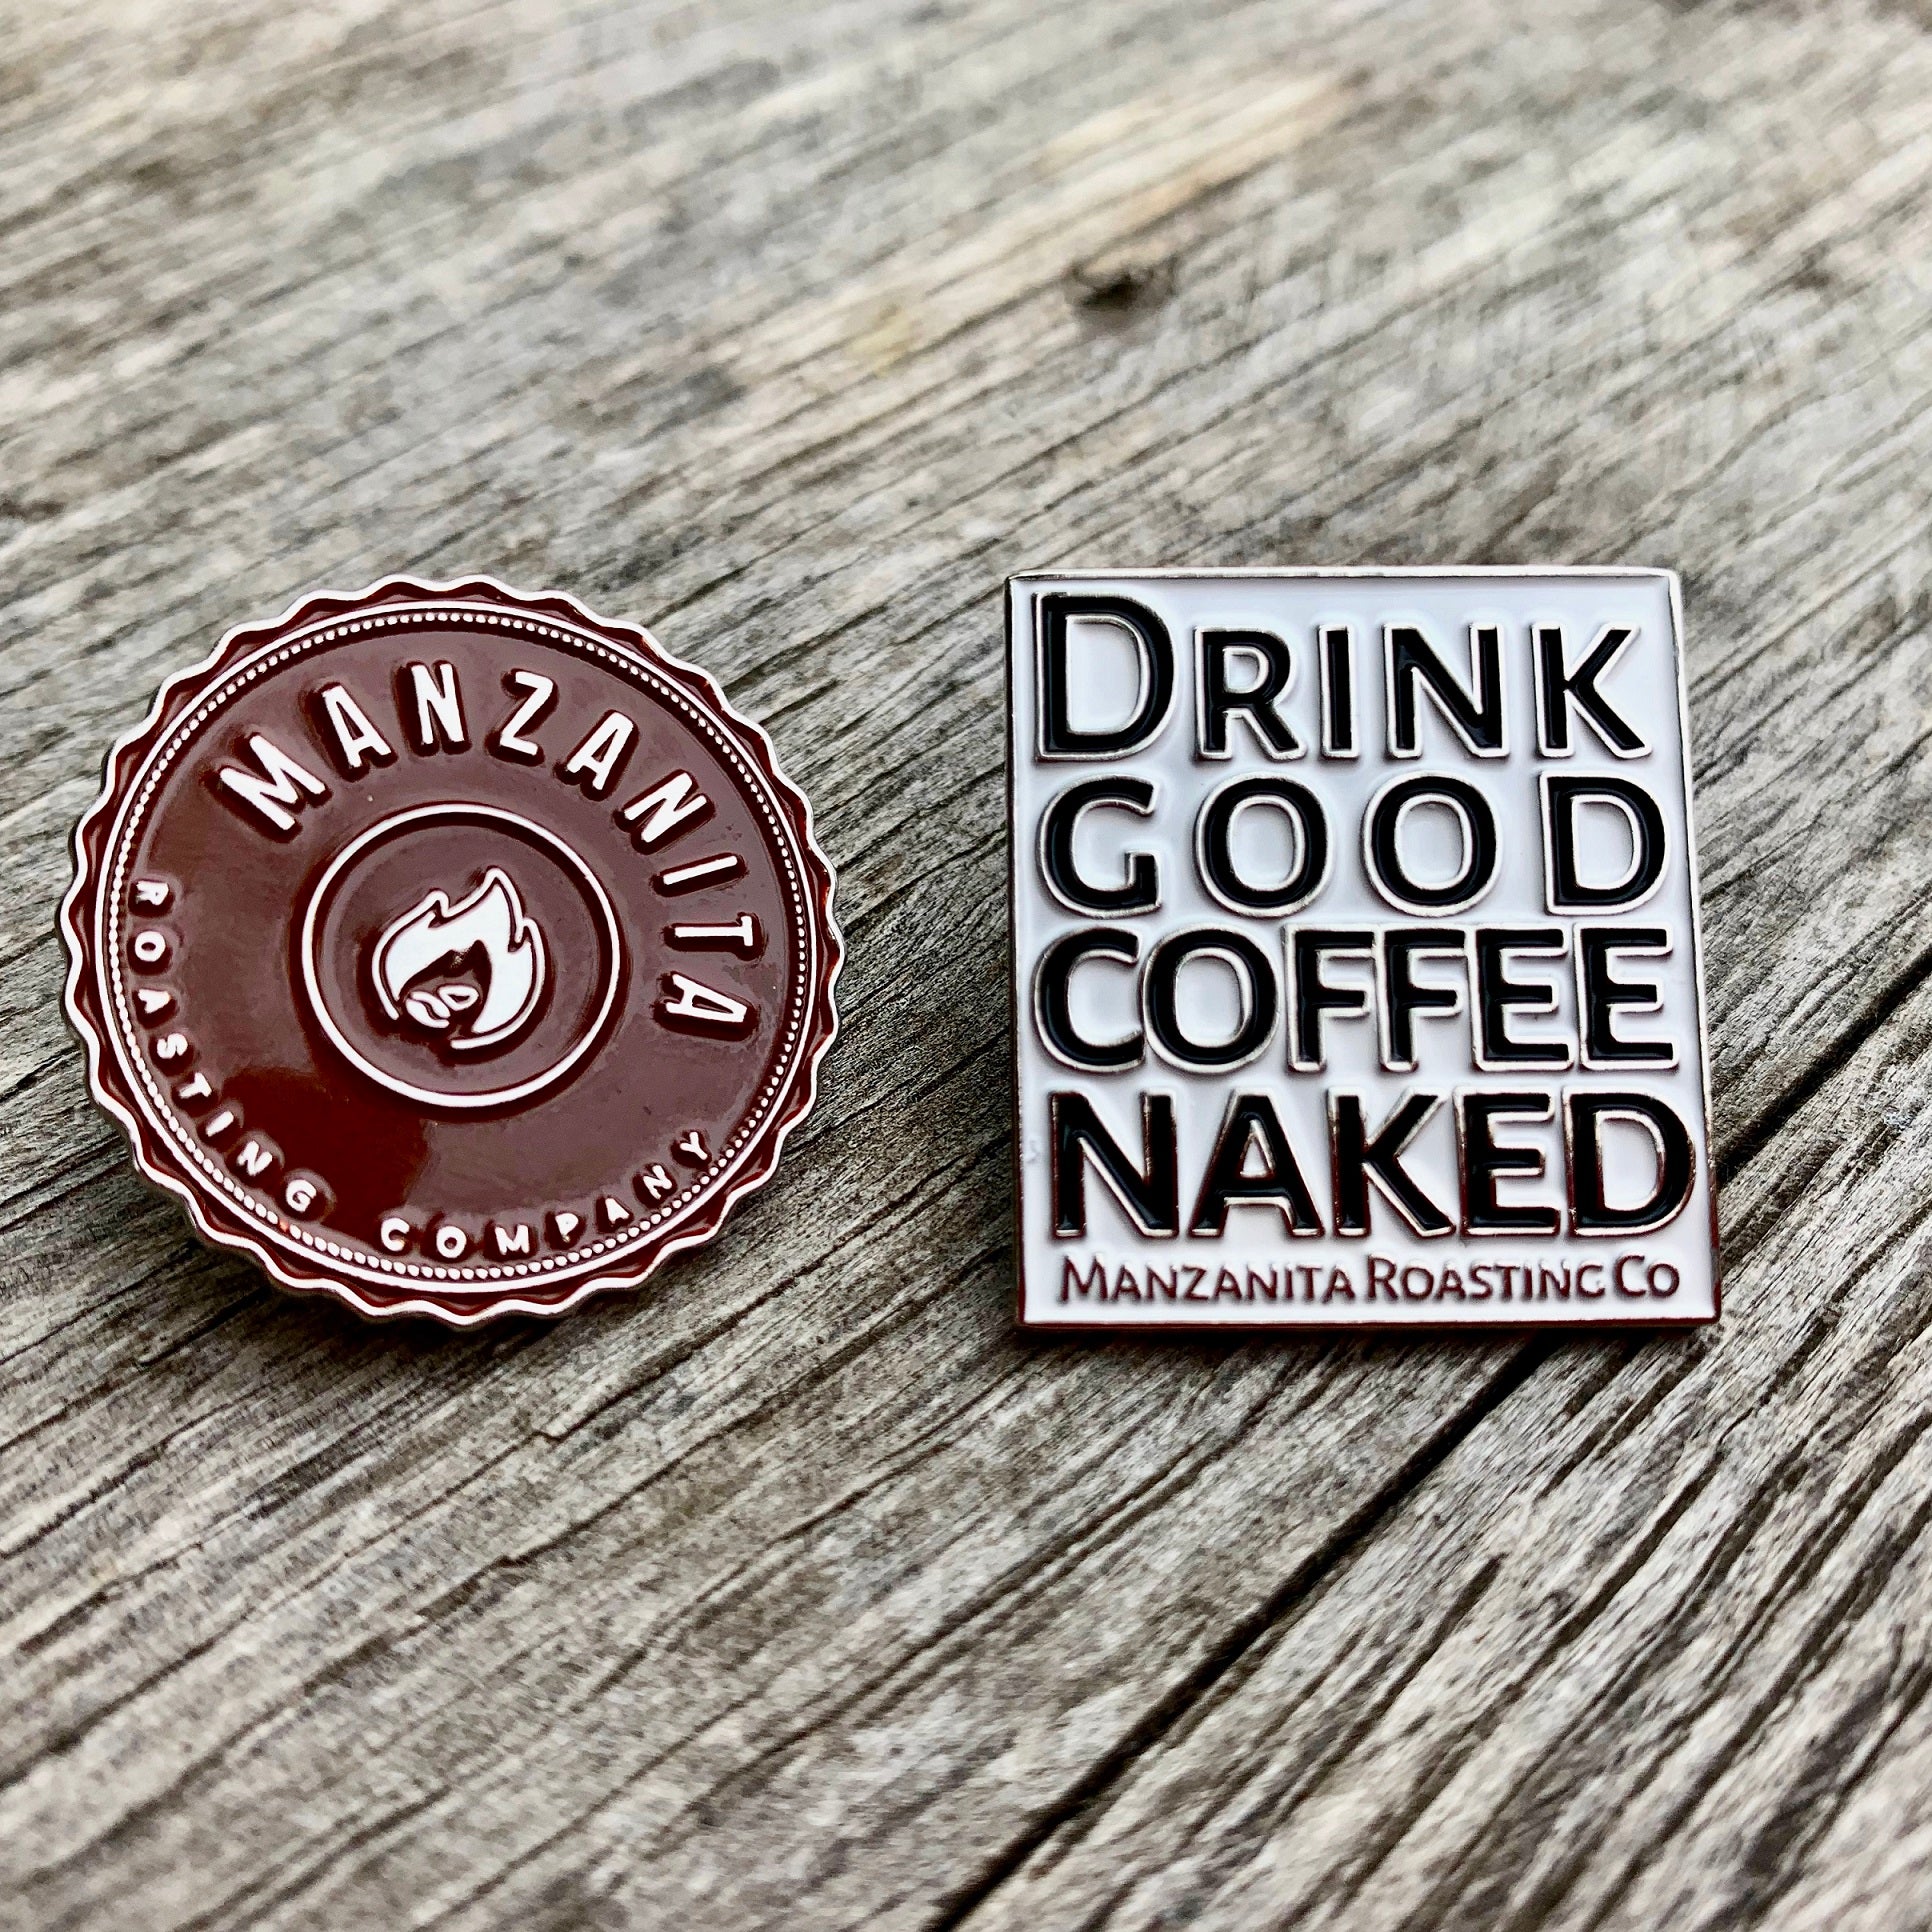 MANZANITA
ROASTING COMPANY
DRINK
GOOD
COFFEE
NAKED
MANZANITA ROASTING CO